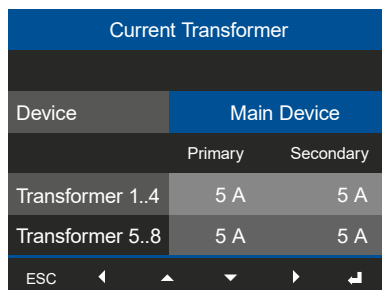 Current Transformer
Device Main Device
Primary Secondary
Transformer 1..4 5 A 5 A
Transformer 5..8 5 A 5 A
ESC